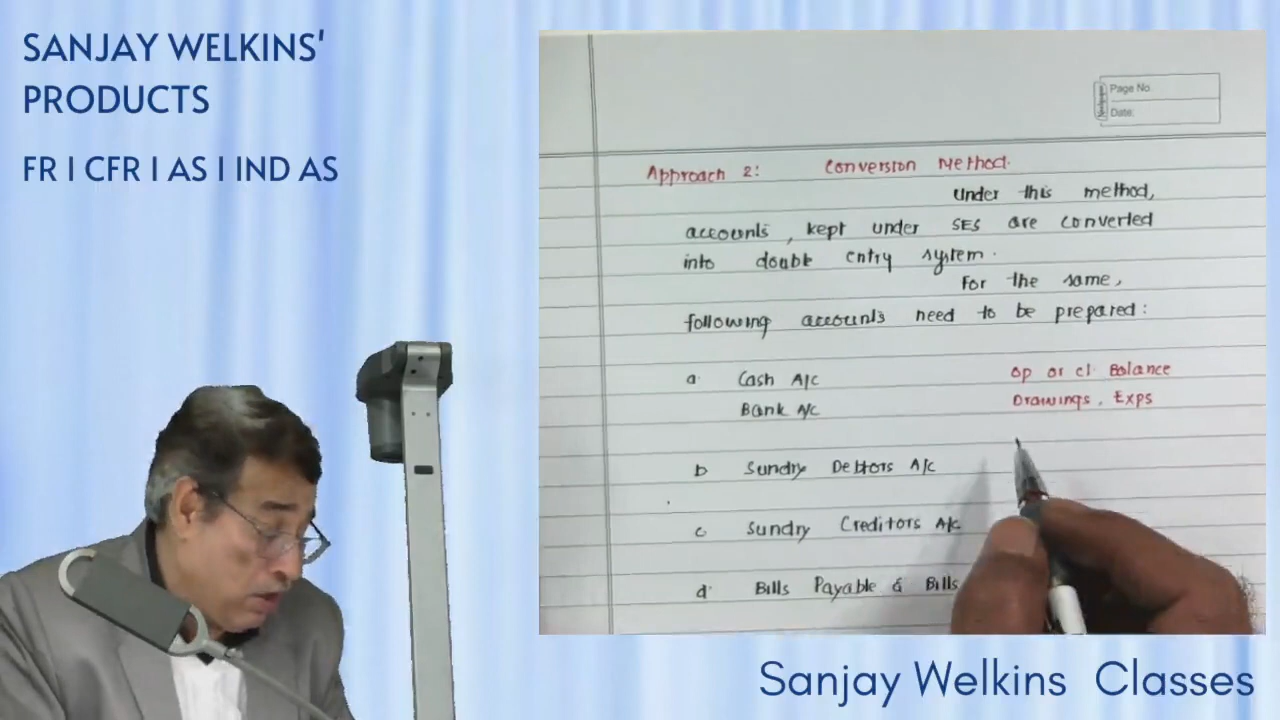 SANJAY WELKINS'
PRODUCTS
FR I CFR I AS I IND AS
Page No.
Date.
Approach 2: Conversion Method.
Under this method,
accounts, kept under SES are converted
into double entry system.
For the same,
following accounts need to be prepared:
a. Cash A/c Op or cl. Balance
Bank A/c Drawings, Exps
b Sundry Debtors A/c
c Sundry Creditors A/c
d. Bills Payable & Bills
Sanjay Welkins Classes